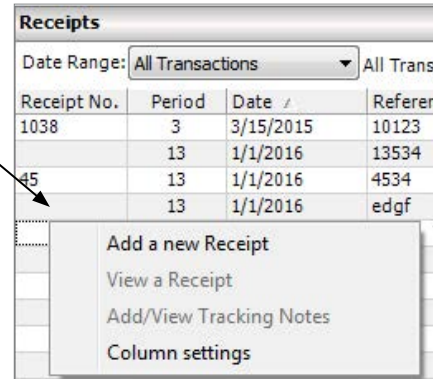 Receipts
Date Range: All Transactions All Trans
Receipt No. Period Date Referen
1038 3 3/15/2015 10123
13 1/1/2016 13534
45 13 1/1/2016 4534
13 1/1/2016 edgf
Add a new Receipt
View a Receipt
Add/View Tracking Notes
Column settings